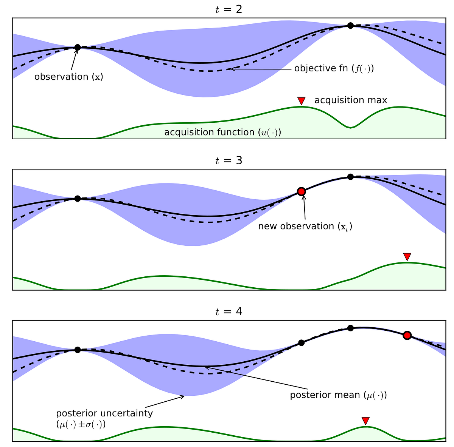 t = 2
objective fn (f(·))
observation (x)
acquisition max
acquisition function (u(·))
t = 3
new observation (xₜ)
t = 4
posterior mean (μ(·))
posterior uncertainty
(μ(·) ± σ(·))